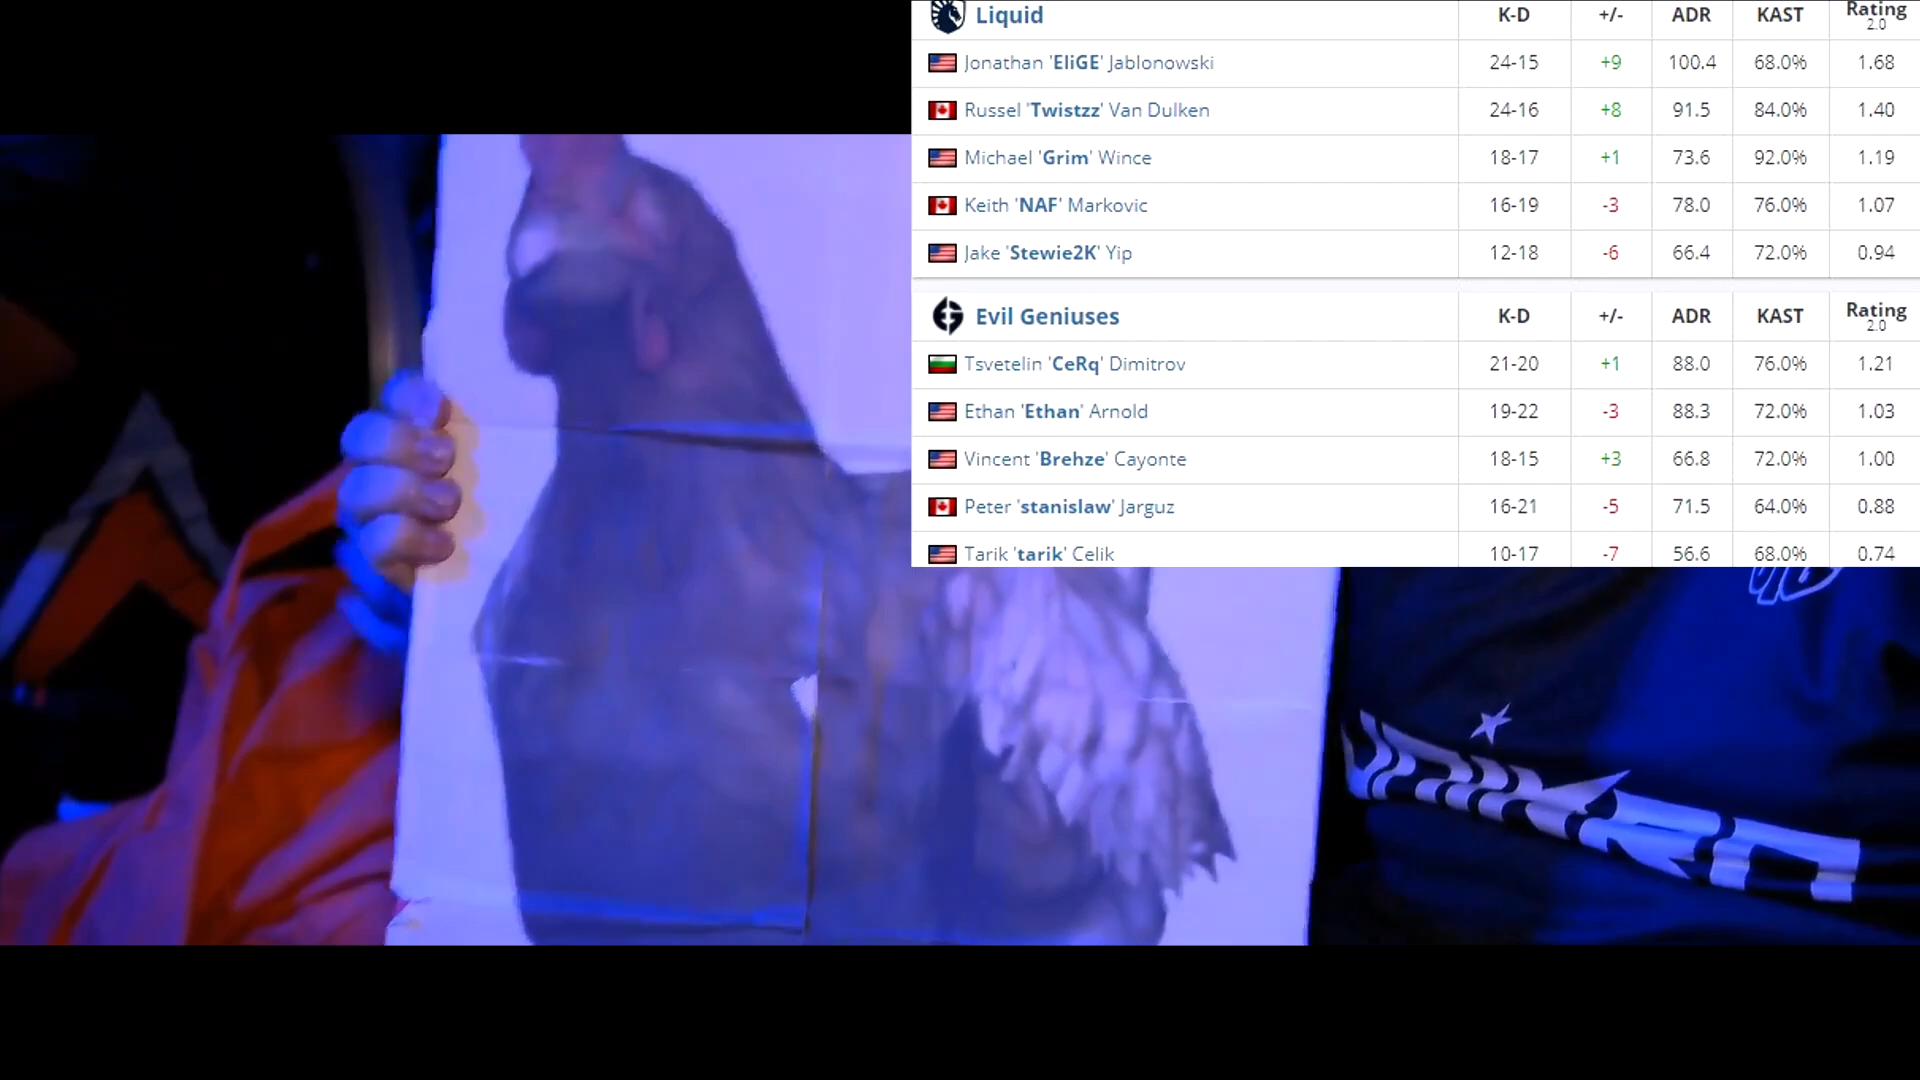 Liquid K-D +/- ADR KAST Rating 2.0
Jonathan 'EliGE' Jablonowski 24-15 +9 100.4 68.0% 1.68
Russel 'Twistzz' Van Dulken 24-16 +8 91.5 84.0% 1.40
Michael 'Grim' Wince 18-17 +1 73.6 92.0% 1.19
Keith 'NAF' Markovic 16-19 -3 78.0 76.0% 1.07
Jake 'Stewie2K' Yip 12-18 -6 66.4 72.0% 0.94
Evil Geniuses K-D +/- ADR KAST Rating 2.0
Tsvetelin 'CeRq' Dimitrov 21-20 +1 88.0 76.0% 1.21
Ethan 'Ethan' Arnold 19-22 -3 88.3 72.0% 1.03
Vincent 'Brehze' Cayonte 18-15 +3 66.8 72.0% 1.00
Peter 'stanislaw' Jarguz 16-21 -5 71.5 64.0% 0.88
Tarik 'tarik' Celik 10-17 -7 56.6 68.0% 0.74